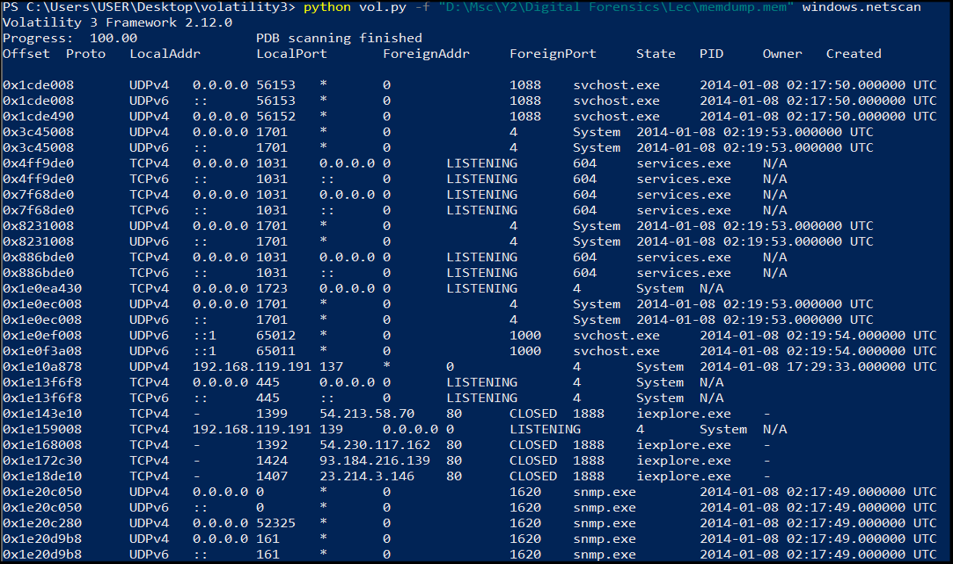 PS C:\Users\USER\Desktop\volatility3> python vol.py -f "D:\Msc\Y2\Digital Forensics\Lec\memdump.mem" windows.netscan
Volatility 3 Framework 2.12.0
Progress:  100.00               PDB scanning finished
Offset  Proto   LocalAddr       LocalPort       ForeignAddr     ForeignPort     State   PID     Owner   Created
0x1cde008       UDPv4   0.0.0.0 56153   *       0               1088    svchost.exe     2014-01-08 02:17:50.000000 UTC
0x1cde008       UDPv6   ::      56153   *       0               1088    svchost.exe     2014-01-08 02:17:50.000000 UTC
0x1cde490       UDPv4   0.0.0.0 56152   *       0               1088    svchost.exe     2014-01-08 02:17:50.000000 UTC
0x3c45008       UDPv4   0.0.0.0 1701    *       0               4       System  2014-01-08 02:19:53.000000 UTC
0x3c45008       UDPv6   ::      1701    *       0               4       System  2014-01-08 02:19:53.000000 UTC
0x4ff9de0       TCPv4   0.0.0.0 1031    0.0.0.0 0       LISTENING       604     services.exe    N/A
0x4ff9de0       TCPv6   ::      1031    ::      0       LISTENING       604     services.exe    N/A
0x7f68de0       TCPv4   0.0.0.0 1031    0.0.0.0 0       LISTENING       604     services.exe    N/A
0x7f68de0       TCPv6   ::      1031    ::      0       LISTENING       604     services.exe    N/A
0x8231008       UDPv4   0.0.0.0 1701    *       0               4       System  2014-01-08 02:19:53.000000 UTC
0x8231008       UDPv6   ::      1701    *       0               4       System  2014-01-08 02:19:53.000000 UTC
0x886bde0       TCPv4   0.0.0.0 1031    0.0.0.0 0       LISTENING       604     services.exe    N/A
0x886bde0       TCPv6   ::      1031    ::      0       LISTENING       604     services.exe    N/A
0x1e0ea430      TCPv4   0.0.0.0 1723    0.0.0.0 0       LISTENING       4       System  N/A
0x1e0ec008      UDPv4   0.0.0.0 1701    *       0               4       System  2014-01-08 02:19:53.000000 UTC
0x1e0ec008      UDPv6   ::      1701    *       0               4       System  2014-01-08 02:19:53.000000 UTC
0x1e0ef008      UDPv6   ::1     65012   *       0               1000    svchost.exe     2014-01-08 02:19:54.000000 UTC
0x1e0f3a08      UDPv6   ::1     65011   *       0               1000    svchost.exe     2014-01-08 02:19:54.000000 UTC
0x1e10a878      UDPv4   192.168.119.191 137     *       0               4       System  2014-01-08 17:29:33.000000 UTC
0x1e13f6f8      TCPv4   0.0.0.0 445     0.0.0.0 0       LISTENING       4       System  N/A
0x1e13f6f8      TCPv6   ::      445     ::      0       LISTENING       4       System  N/A
0x1e143e10      TCPv4   -       1399    54.213.58.70    80      CLOSED  1888    iexplore.exe    -
0x1e159008      TCPv4   192.168.119.191 139     0.0.0.0 0       LISTENING       4       System  N/A
0x1e168008      TCPv4   -       1392    54.230.117.162  80      CLOSED  1888    iexplore.exe    -
0x1e172c30      TCPv4   -       1424    93.184.216.139  80      CLOSED  1888    iexplore.exe    -
0x1e18de10      TCPv4   -       1407    23.214.3.146    80      CLOSED  1888    iexplore.exe    -
0x1e20c050      UDPv4   0.0.0.0 0       *       0               1620    snmp.exe        2014-01-08 02:17:49.000000 UTC
0x1e20c050      UDPv6   ::      0       *       0               1620    snmp.exe        2014-01-08 02:17:49.000000 UTC
0x1e20c280      UDPv4   0.0.0.0 52325   *       0               1620    snmp.exe        2014-01-08 02:17:49.000000 UTC
0x1e20d9b8      UDPv4   0.0.0.0 161     *       0               1620    snmp.exe        2014-01-08 02:17:49.000000 UTC
0x1e20d9b8      UDPv6   ::      161     *       0               1620    snmp.exe        2014-01-08 02:17:49.000000 UTC